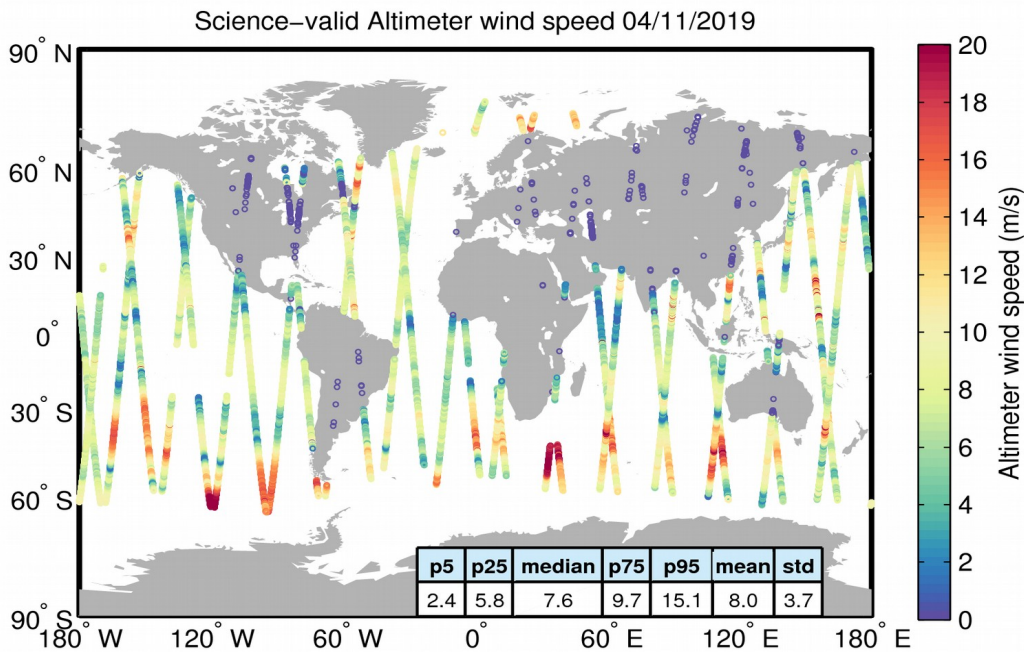 Science−valid Altimeter wind speed 04/11/2019
90° N
60° N
30° N
0°
30° S
60° S
90° S
180° W
120° W
60° W
0°
60° E
120° E
180° E
p5 p25 median p75 p95 mean std
2.4 5.8 7.6 9.7 15.1 8.0 3.7
20
18
16
14
12
10
8
6
4
2
0
Altimeter wind speed (m/s)